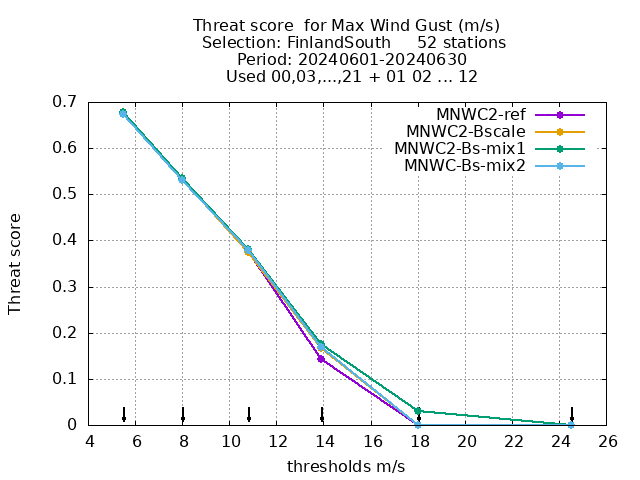 Threat score  for Max Wind Gust (m/s)
Selection: FinlandSouth     52 stations
Period: 20240601-20240630
Used 00,03,...,21 + 01 02 ... 12
MNWC2-ref
MNWC2-Bscale
MNWC2-Bs-mix1
MNWC-Bs-mix2
Threat score
0.7
0.6
0.5
0.4
0.3
0.2
0.1
0
4 6 8 10 12 14 16 18 20 22 24 26
thresholds m/s